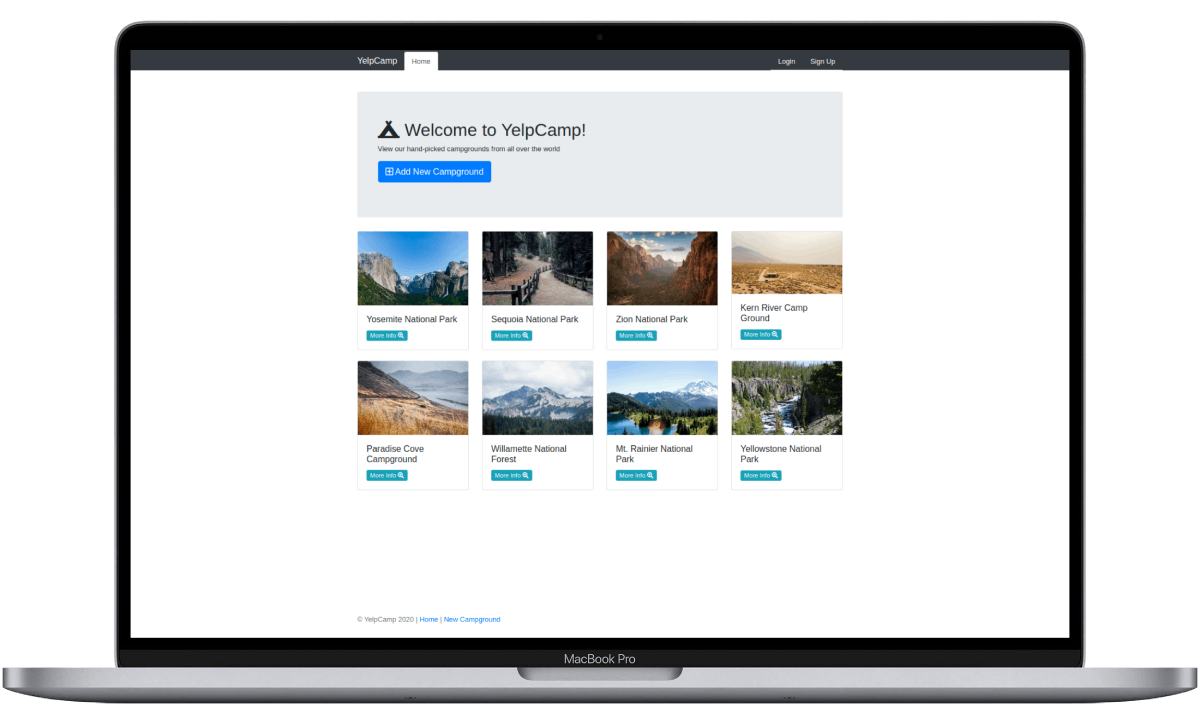 YelpCamp Home Login Sign Up
Welcome to YelpCamp!
View our hand-picked campgrounds from all over the world
Add New Campground
Yosemite National Park
More Info
Sequoia National Park
More Info
Zion National Park
More Info
Kern River Camp
Ground
More Info
Paradise Cove
Campground
More Info
Willamette National
Forest
More Info
Mt. Rainier National
Park
More Info
Yellowstone National
Park
More Info
© YelpCamp 2020 | Home | New Campground
MacBook Pro